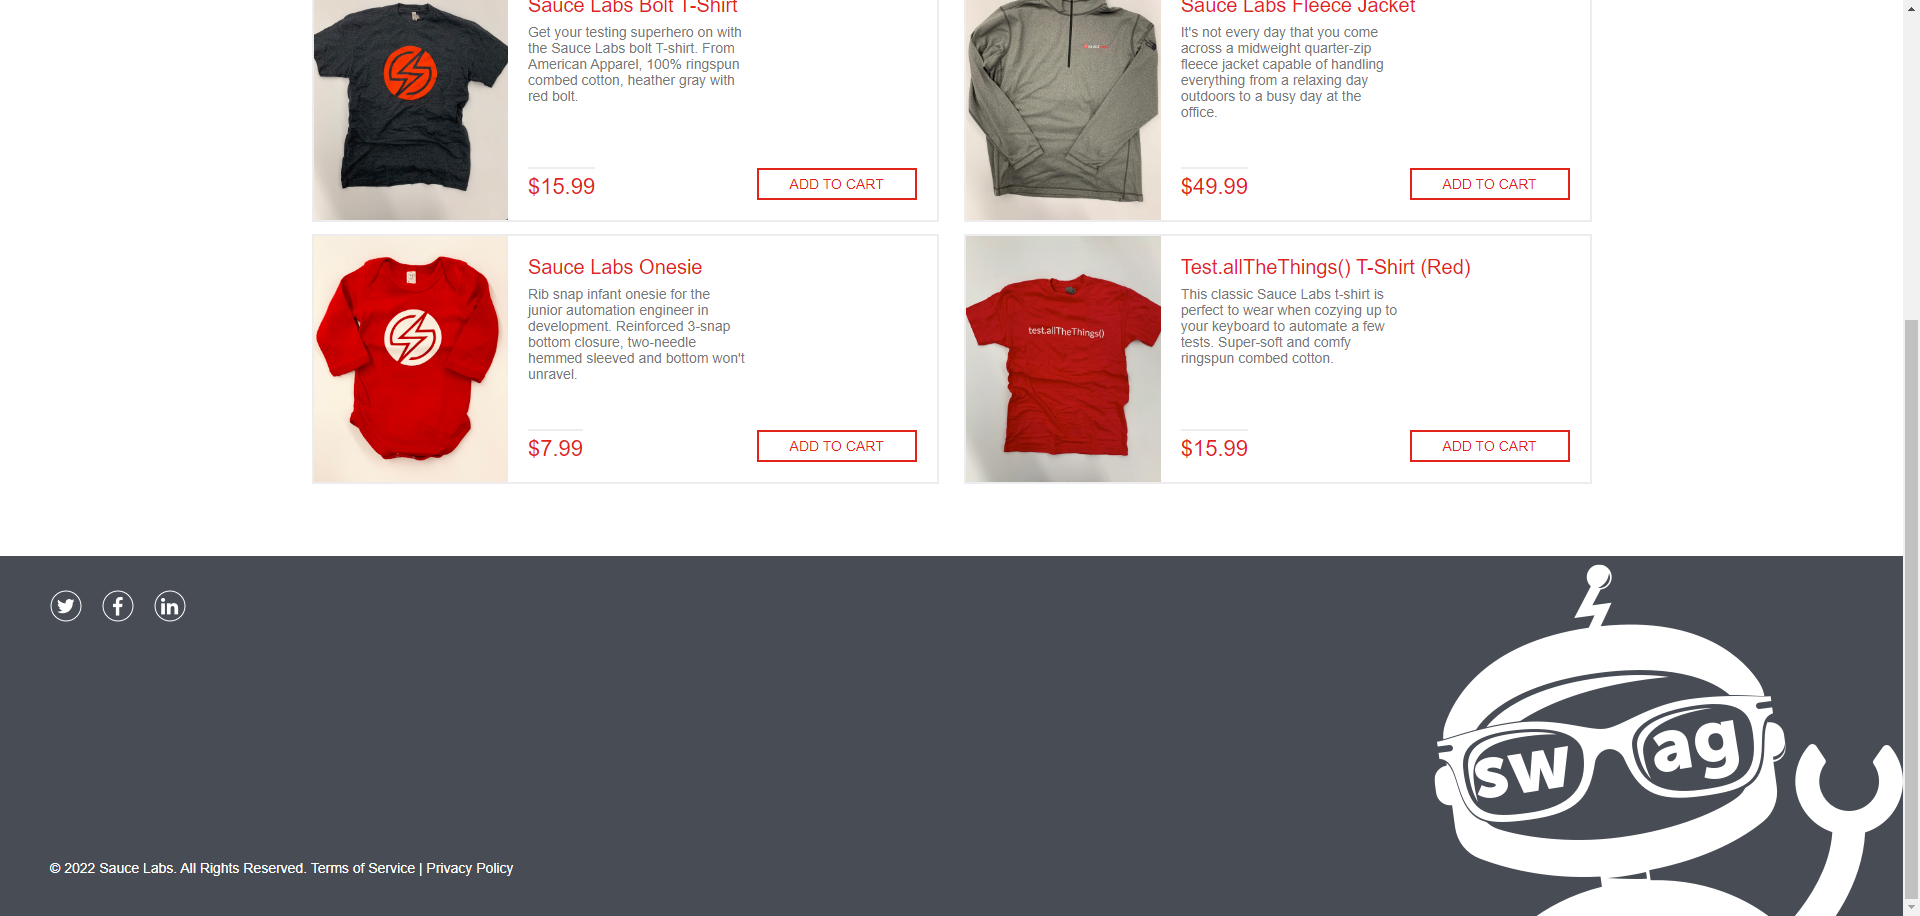 Sauce Labs Bolt T-Shirt
Get your testing superhero on with
the Sauce Labs bolt T-shirt. From
American Apparel, 100% ringspun
combed cotton, heather gray with
red bolt.
$15.99
ADD TO CART
Sauce Labs Fleece Jacket
It's not every day that you come
across a midweight quarter-zip
fleece jacket capable of handling
everything from a relaxing day
outdoors to a busy day at the
office.
$49.99
ADD TO CART
Sauce Labs Onesie
Rib snap infant onesie for the
junior automation engineer in
development. Reinforced 3-snap
bottom closure, two-needle
hemmed sleeved and bottom won't
unravel.
$7.99
ADD TO CART
test.allTheThings()
Test.allTheThings() T-Shirt (Red)
This classic Sauce Labs t-shirt is
perfect to wear when cozying up to
your keyboard to automate a few
tests. Super-soft and comfy
ringspun combed cotton.
$15.99
ADD TO CART
swag
© 2022 Sauce Labs. All Rights Reserved. Terms of Service | Privacy Policy